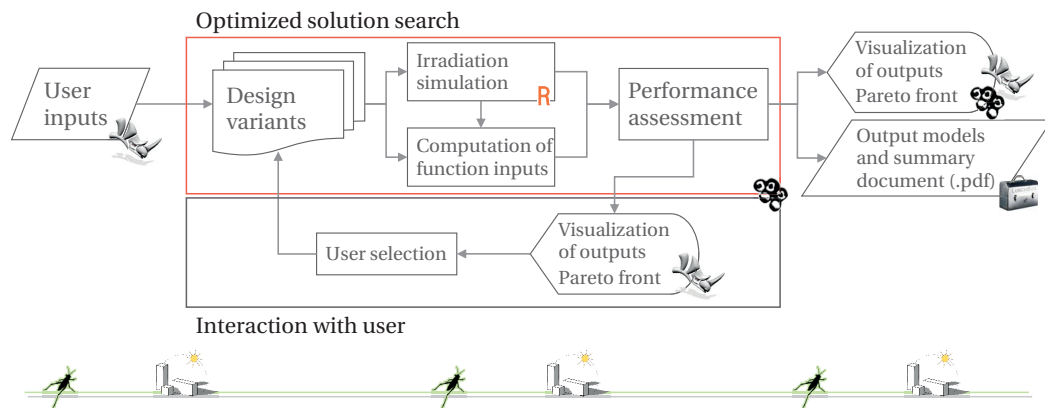 Optimized solution search
User
inputs
Design
variants
Irradiation
simulation
R
Computation of
function inputs
Performance
assessment
Visualization
of outputs
Pareto front
Output models
and summary
document (.pdf)
User selection
Visualization
of outputs
Pareto front
Interaction with user